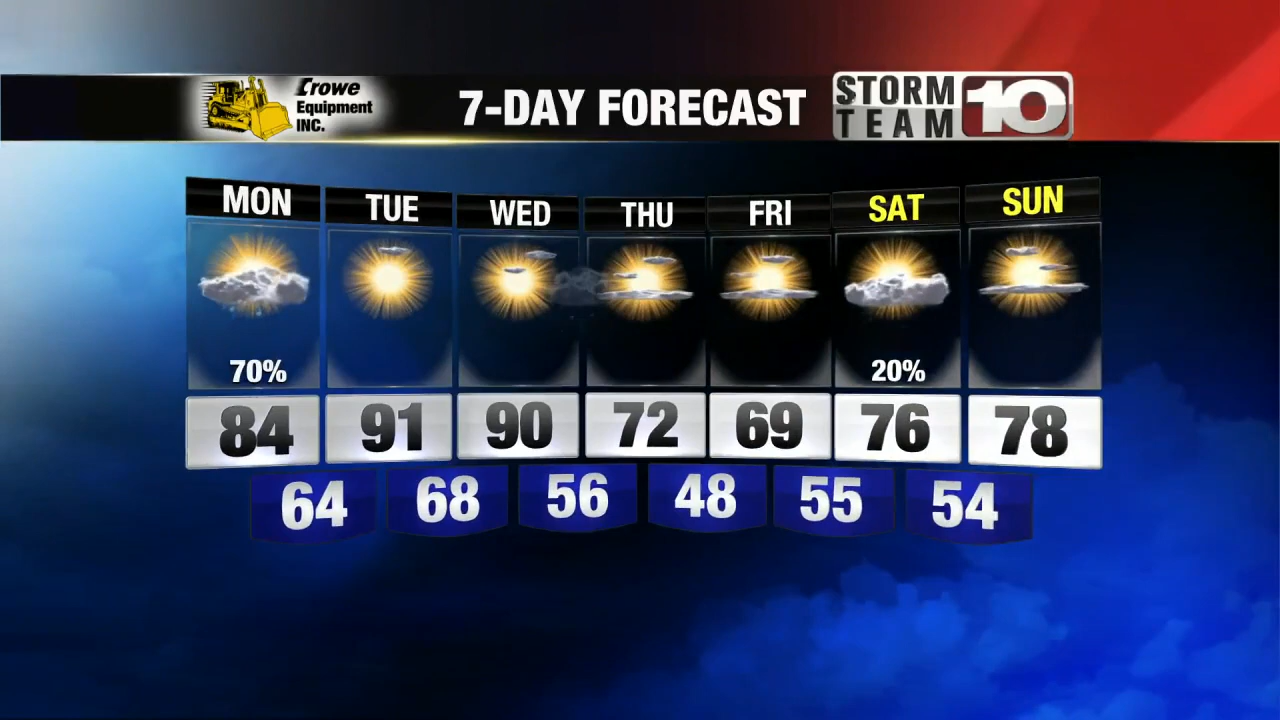 Crowe
Equipment
INC.
7-DAY FORECAST
STORM
TEAM
10
MON TUE WED THU FRI SAT SUN
70% 20%
84 91 90 72 69 76 78
64 68 56 48 55 54